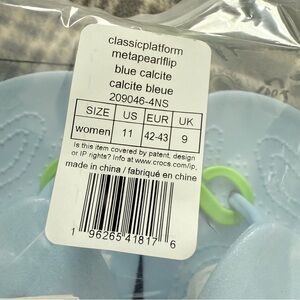 classicplatform
metapearlflip
blue calcite
calcite bleue
209046-4NS
SIZE US EUR UK
women 11 42-43 9
Is this item covered by patent, design
or IP rights? Info at www.crocs.com/ip.
made in china / fabriqué en chine
1 96265 41817 6